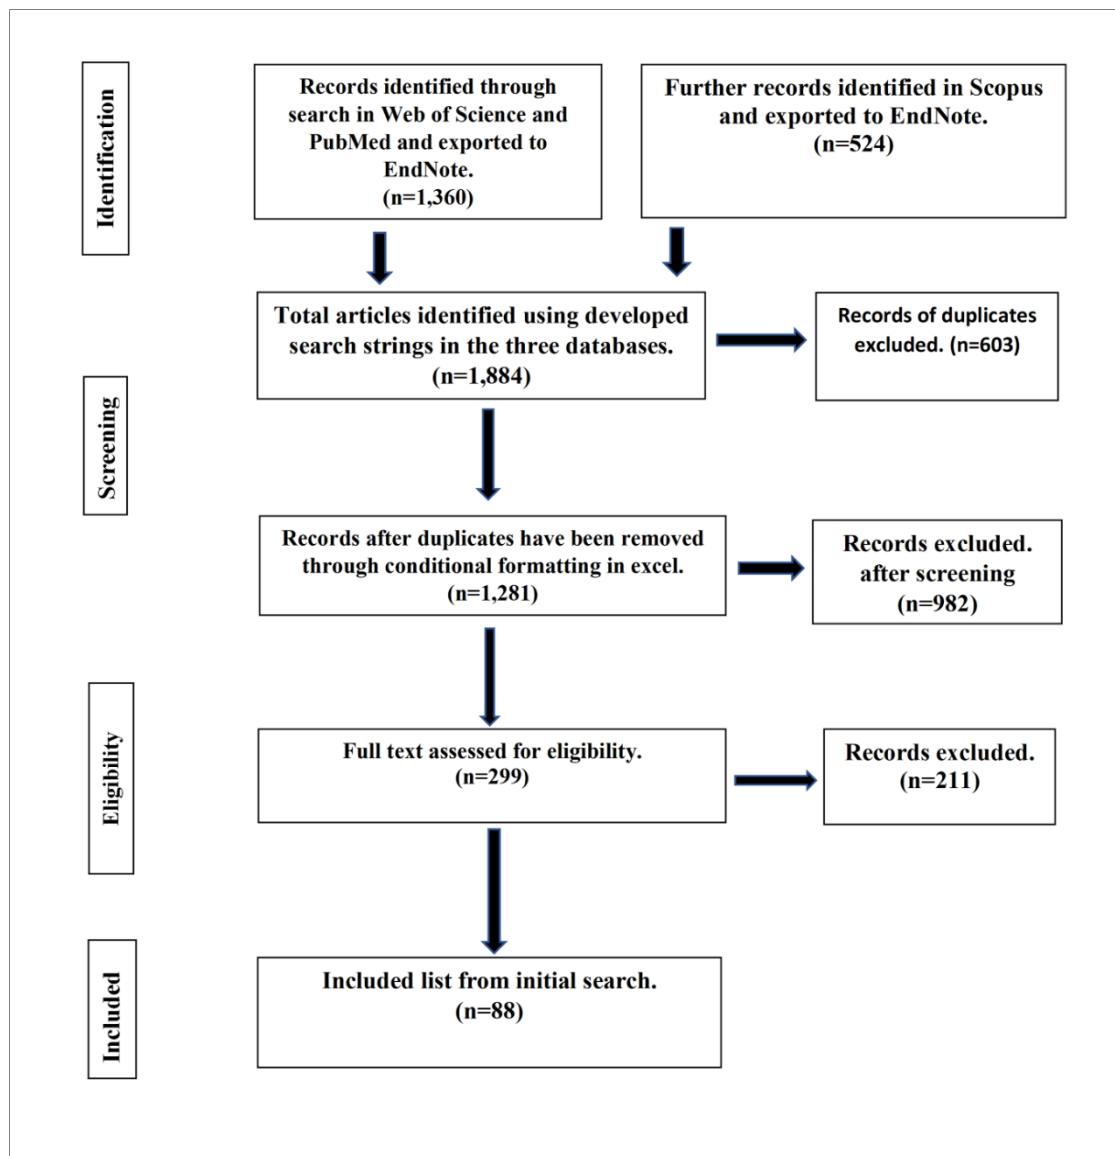 Identification
Records identified through
search in Web of Science and
PubMed and exported to
EndNote.
(n=1,360)
Further records identified in Scopus
and exported to EndNote.
(n=524)
Total articles identified using developed
search strings in the three databases.
(n=1,884)
Records of duplicates
excluded. (n=603)
Screening
Records after duplicates have been removed
through conditional formatting in excel.
(n=1,281)
Records excluded.
after screening
(n=982)
Eligibility
Full text assessed for eligibility.
(n=299)
Records excluded.
(n=211)
Included
Included list from initial search.
(n=88)